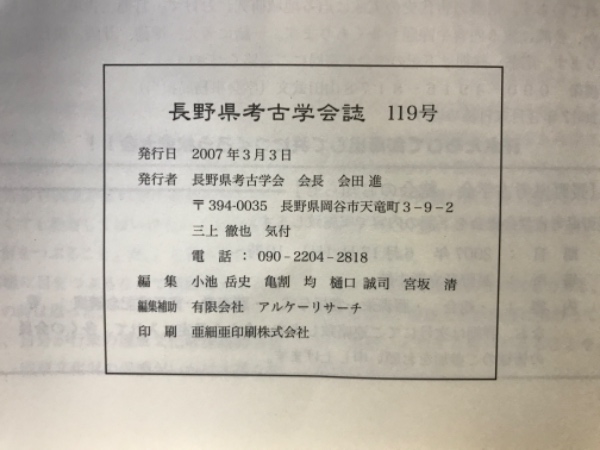 長野県考古学会誌 119号
発行日 2007年3月3日
発行者 長野県考古学会 会長 会田 進
〒394-0035 長野県岡谷市天竜町3-9-2
三上 徹也 気付
電 話:090-2204-2818
編 集 小池 岳史 亀割 均 樋口 誠司 宮坂 清
編集補助 有限会社 アルケーリサーチ
印 刷 亜細亜印刷株式会社